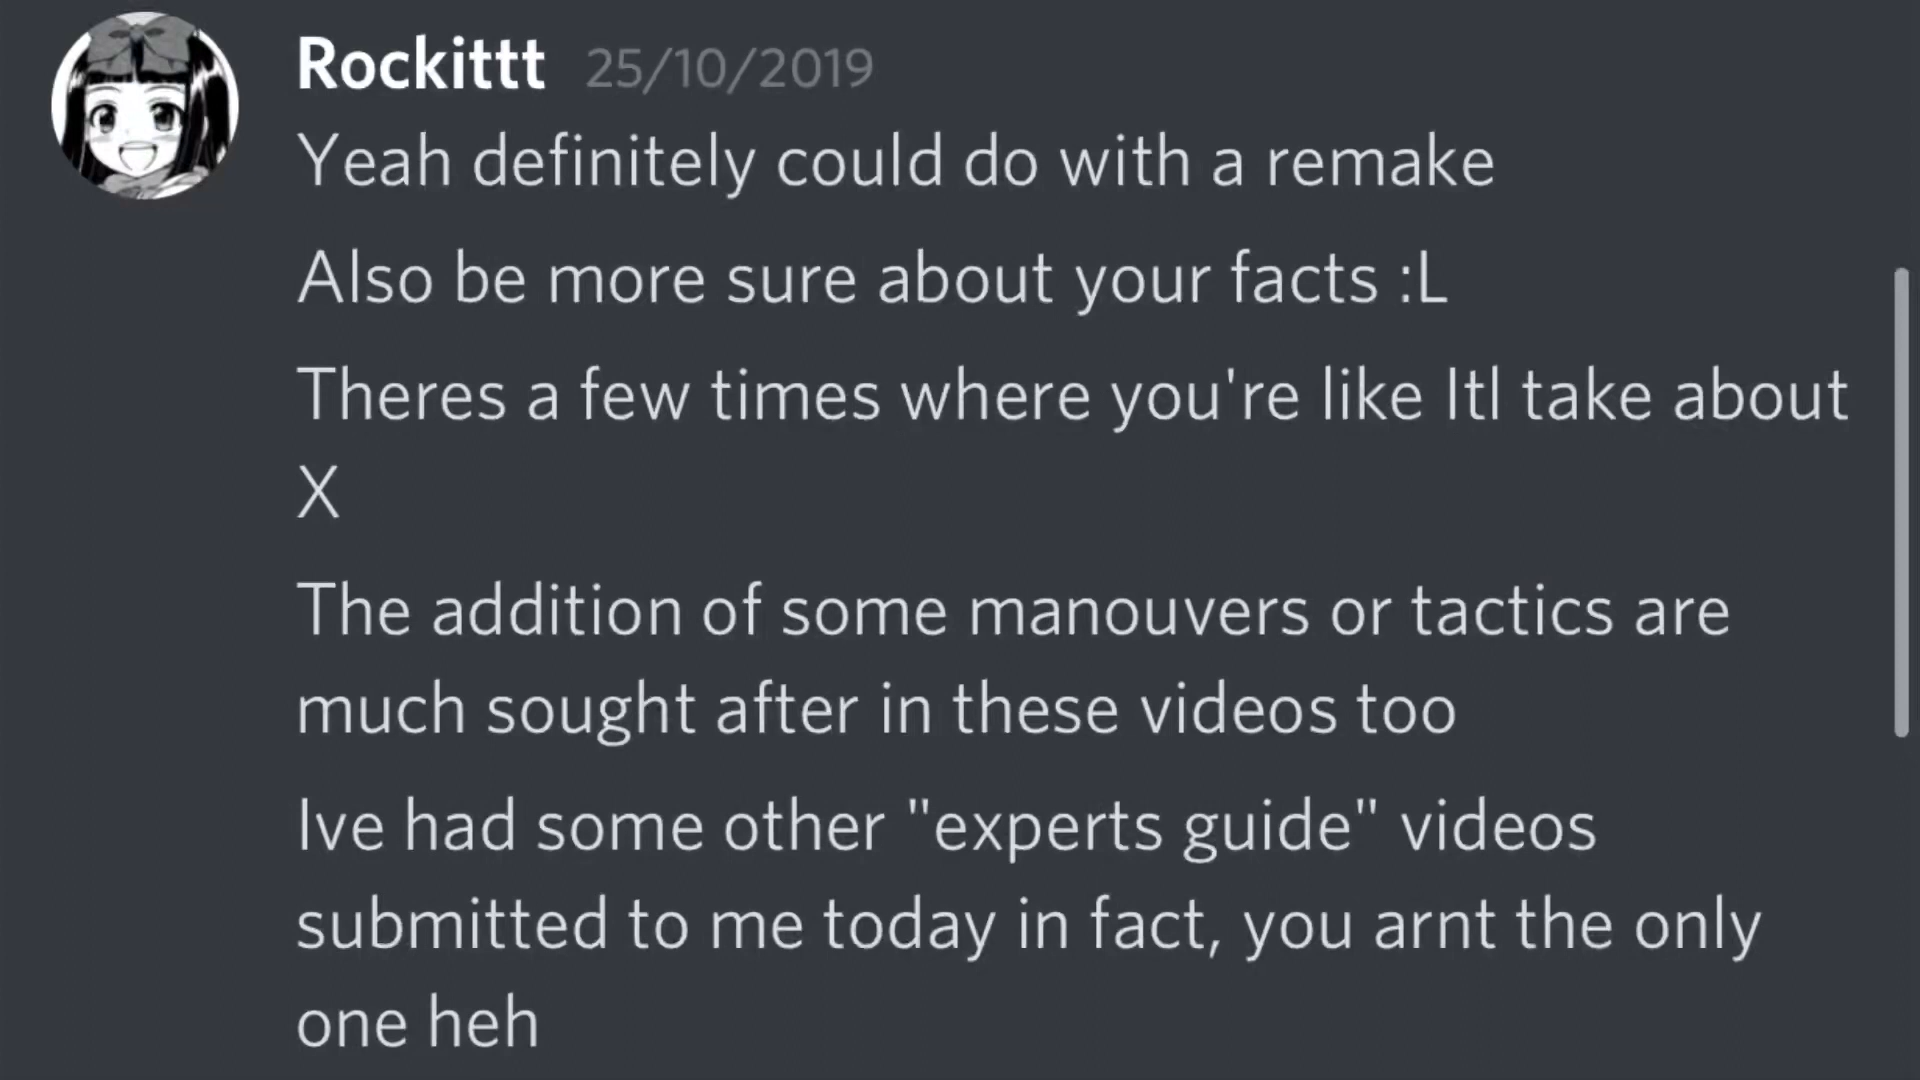 Rockittt 25/10/2019
Yeah definitely could do with a remake
Also be more sure about your facts :L
Theres a few times where you're like Itl take about
X
The addition of some manouvers or tactics are
much sought after in these videos too
Ive had some other "experts guide" videos
submitted to me today in fact, you arnt the only
one heh